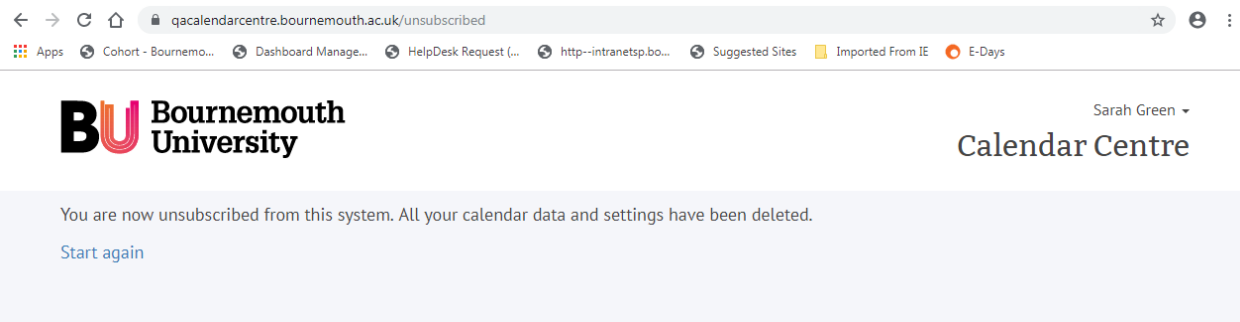 qacalendarcentre.bournemouth.ac.uk/unsubscribed
Apps Cohort - Bournemo... Dashboard Manage... HelpDesk Request (... http--intranetsp.bo... Suggested Sites Imported From IE E-Days
BU Bournemouth
University
Sarah Green
Calendar Centre
You are now unsubscribed from this system. All your calendar data and settings have been deleted.
Start again